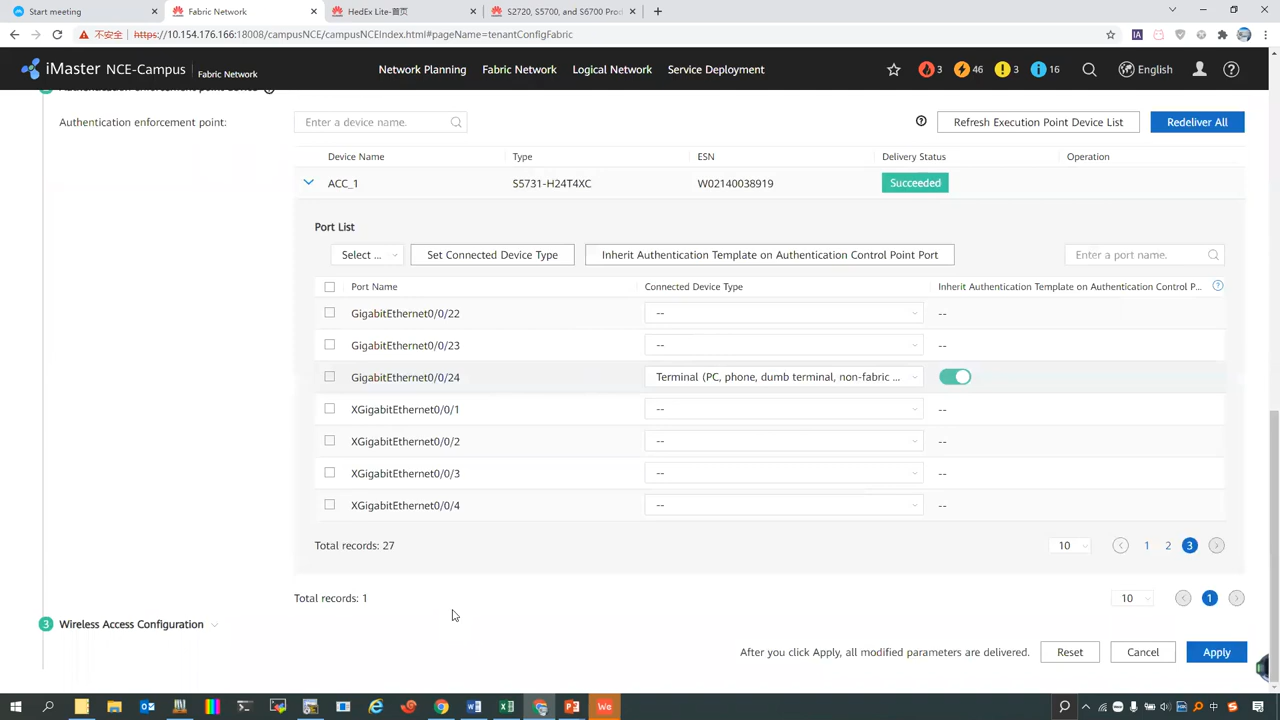 Start meeting
Fabric Network
HedEx Lite-首页
S2720, S5700, and S6700 Prod
不安全
https://10.154.176.166:18008/campusNCE/campusNCEIndex.html#pageName=tenantConfigFabric
iMaster NCE-Campus
Fabric Network
Network Planning
Fabric Network
Logical Network
Service Deployment
3
46
3
16
English
Authentication enforcement point:
Enter a device name.
Refresh Execution Point Device List
Redeliver All
Device Name
Type
ESN
Delivery Status
Operation
ACC_1
S5731-H24T4XC
W02140038919
Succeeded
Port List
Select ...
Set Connected Device Type
Inherit Authentication Template on Authentication Control Point Port
Enter a port name.
Port Name
Connected Device Type
Inherit Authentication Template on Authentication Control P...
GigabitEthernet0/0/22
--
--
GigabitEthernet0/0/23
--
--
GigabitEthernet0/0/24
Terminal (PC, phone, dumb terminal, non-fabric ...
XGigabitEthernet0/0/1
--
--
XGigabitEthernet0/0/2
--
--
XGigabitEthernet0/0/3
--
--
XGigabitEthernet0/0/4
--
--
Total records: 27
10
1
2
3
Total records: 1
10
1
3
Wireless Access Configuration
After you click Apply, all modified parameters are delivered.
Reset
Cancel
Apply
We
中